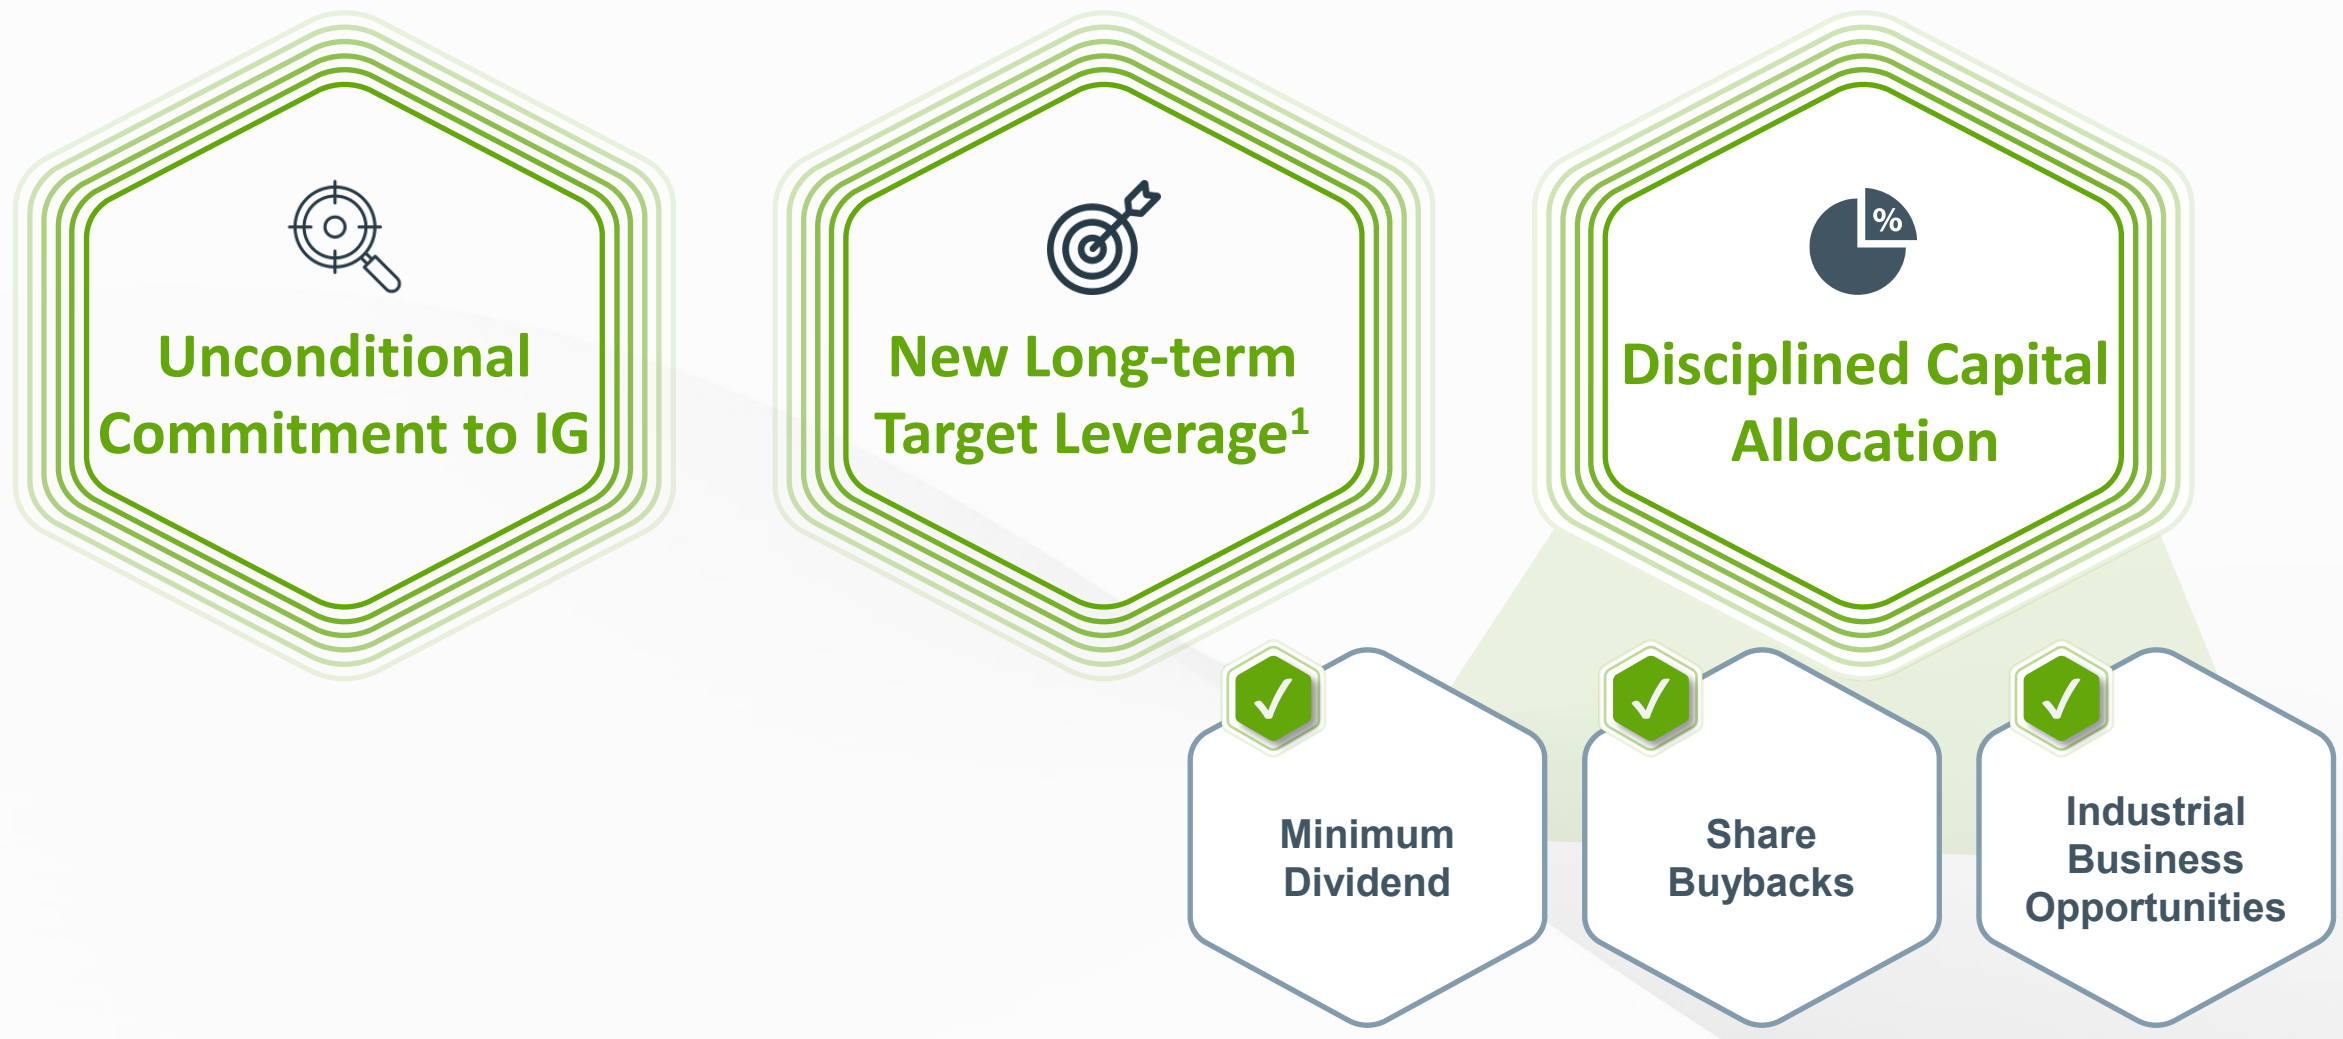 Unconditional
Commitment to IG
New Long-term
Target Leverage¹
%
Disciplined Capital
Allocation
Minimum
Dividend
Share
Buybacks
Industrial
Business
Opportunities